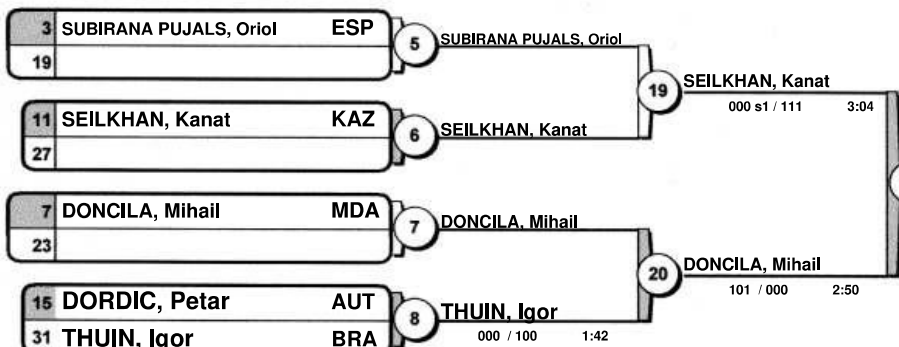 3 SUBIRANA PUJALS, Oriol ESP
19
5 SUBIRANA PUJALS, Oriol
11 SEILKHAN, Kanat KAZ
27
6 SEILKHAN, Kanat
19 SEILKHAN, Kanat
000 s1 / 111 3:04
7 DONCILA, Mihail MDA
23
7 DONCILA, Mihail
15 DORDIC, Petar AUT
31 THUIN, Igor BRA
8 THUIN, Igor
000 / 100 1:42
20 DONCILA, Mihail
101 / 000 2:50